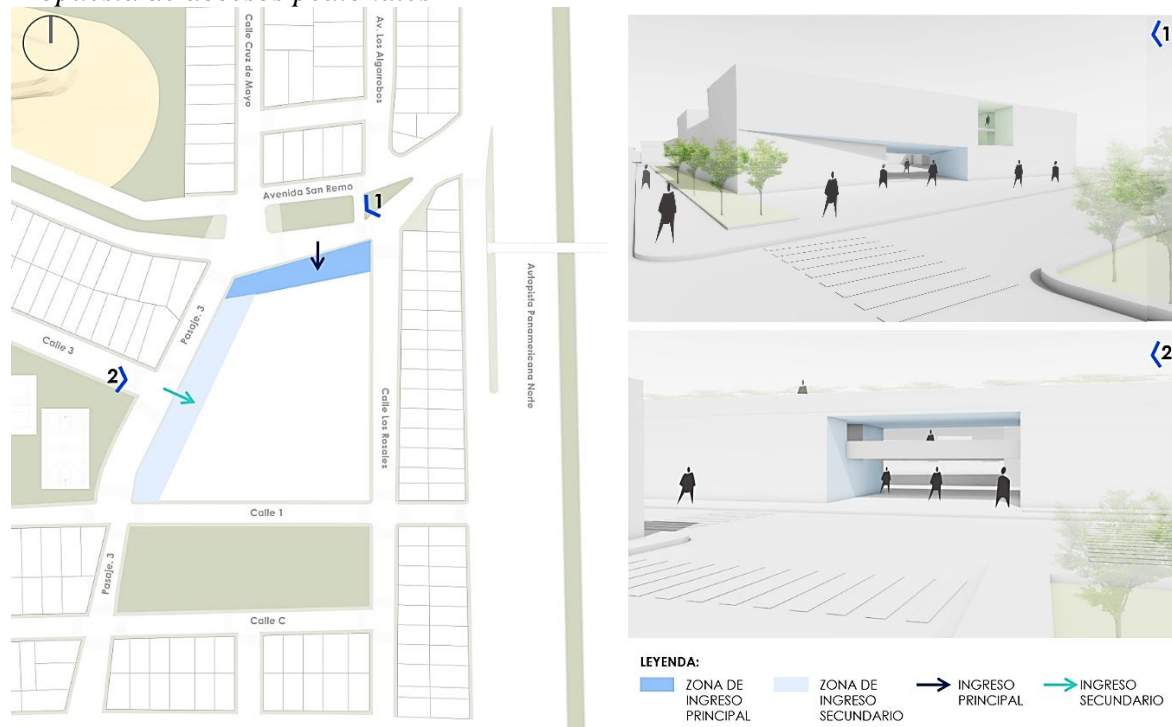 Calle Cruz de Mayo
Av. Los Algarrobos
Avenida San Remo
1
Pasaje. 3
Calle 3
2
Autopista Panamericana Norte
Calle Los Rosales
Calle 1
Pasaje. 3
Calle C
1
2
LEYENDA:
ZONA DE
INGRESO
PRINCIPAL
ZONA DE
INGRESO
SECUNDARIO
INGRESO
PRINCIPAL
INGRESO
SECUNDARIO